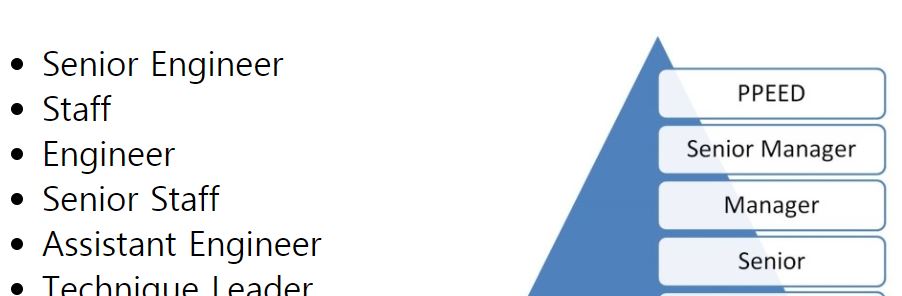 Senior Engineer
Staff
Engineer
Senior Staff
Assistant Engineer
Technique Leader
PPEED
Senior Manager
Manager
Senior